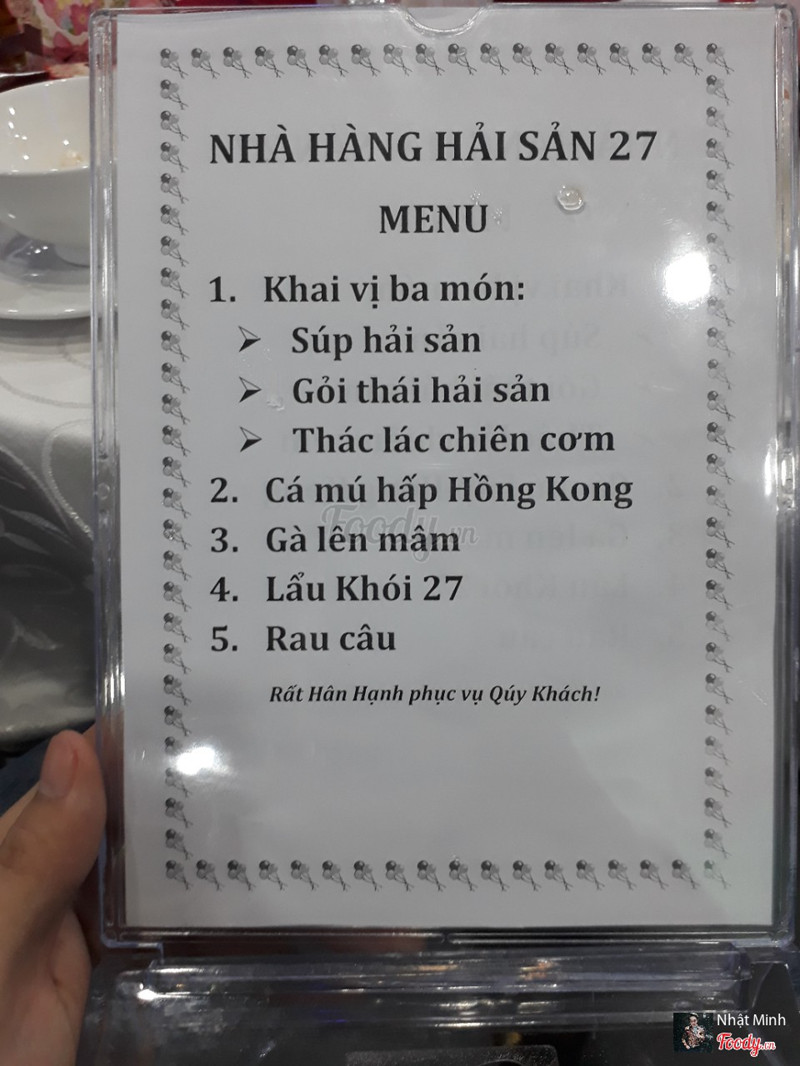 NHÀ HÀNG HẢI SẢN 27
MENU
1. Khai vị ba món:
➢ Súp hải sản
➢ Gỏi thái hải sản
➢ Thác lác chiên cơm
2. Cá mú hấp Hồng Kong
Foody.vn
3. Gà lên mâm
4. Lẩu Khói 27
5. Rau câu
Rất Hân Hạnh phục vụ Qúy Khách!
Nhật Minh
Foody.vn